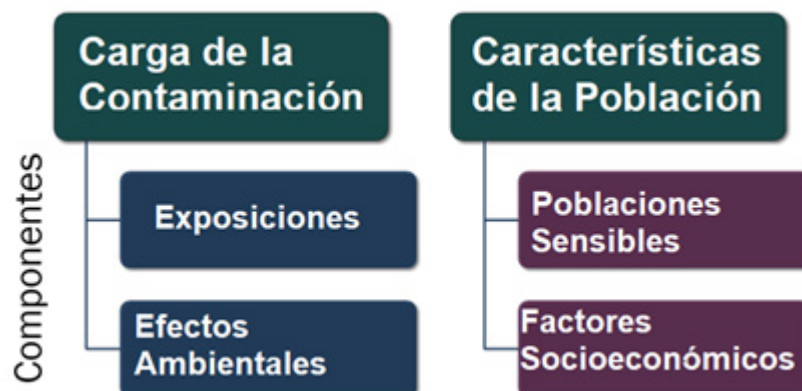 Carga de la
Contaminación
Características
de la Población
Componentes
Exposiciones
Poblaciones
Sensibles
Efectos
Ambientales
Factores
Socioeconómicos